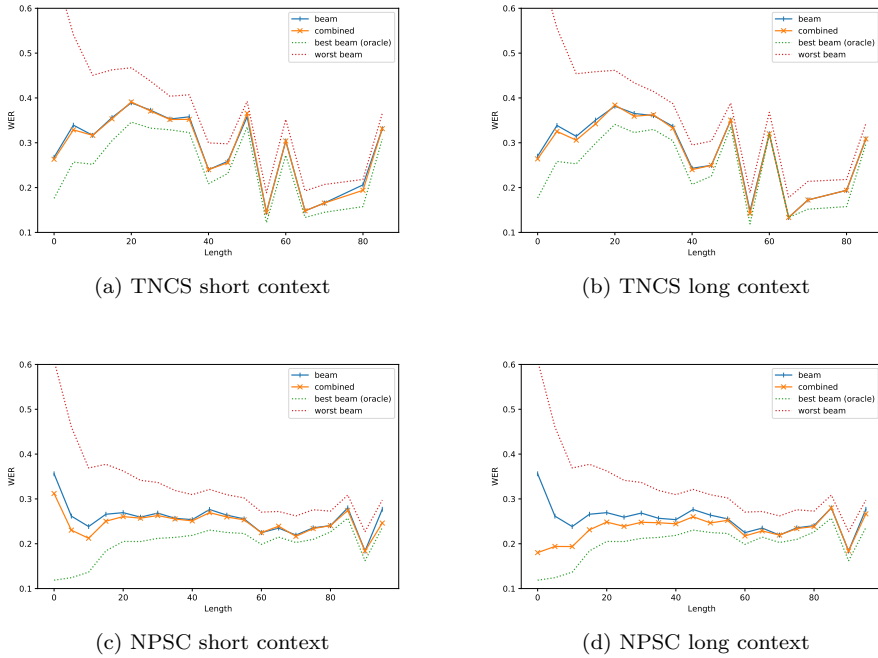 0.6
0.5
0.4
0.3
0.2
0.1
WER
0 20 40 60 80
Length
beam
combined
best beam (oracle)
worst beam
(a) TNCS short context
0.6
0.5
0.4
0.3
0.2
0.1
WER
0 20 40 60 80
Length
beam
combined
best beam (oracle)
worst beam
(b) TNCS long context
0.6
0.5
0.4
0.3
0.2
0.1
WER
0 20 40 60 80
Length
beam
combined
best beam (oracle)
worst beam
(c) NPSC short context
0.6
0.5
0.4
0.3
0.2
0.1
WER
0 20 40 60 80
Length
beam
combined
best beam (oracle)
worst beam
(d) NPSC long context